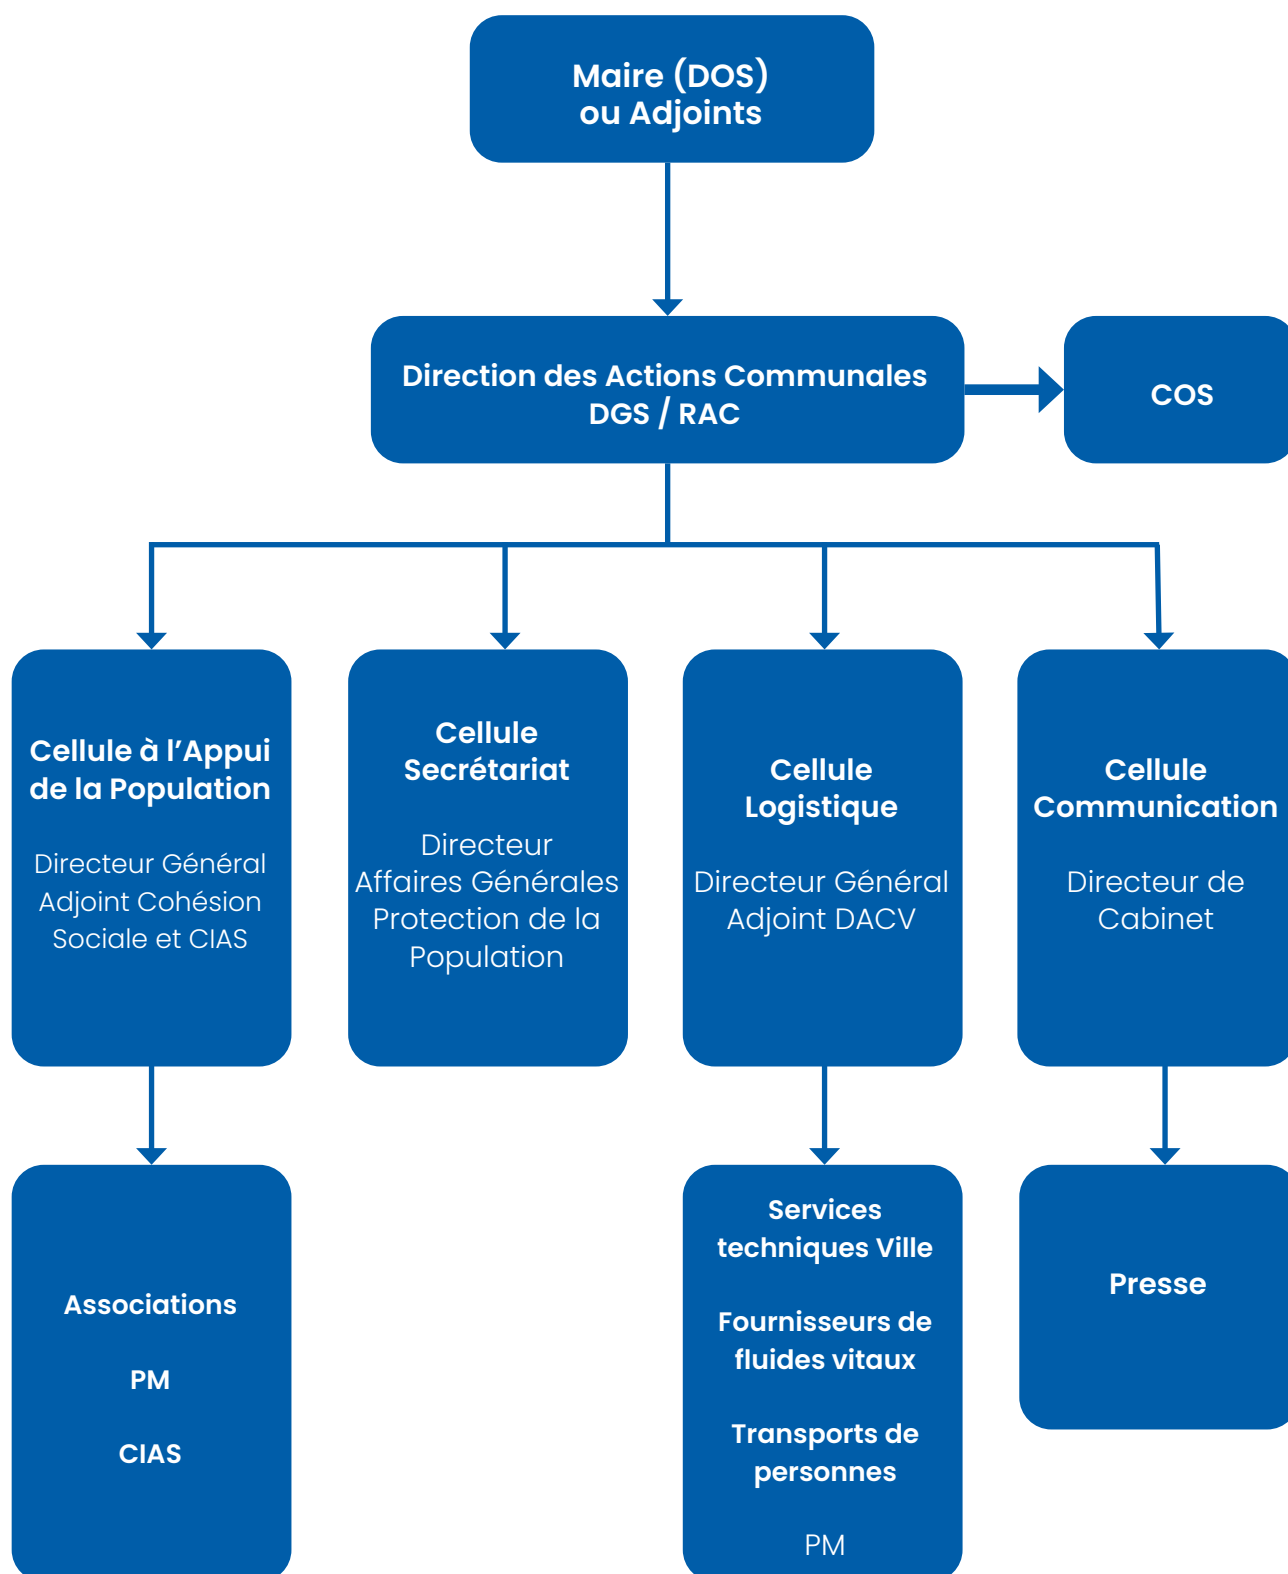 Maire (DOS)
ou Adjoints
Direction des Actions Communales
DGS / RAC
COS
Cellule à l’Appui
de la Population
Directeur Général
Adjoint Cohésion
Sociale et CIAS
Cellule
Secrétariat
Directeur
Affaires Générales
Protection de la
Population
Cellule
Logistique
Directeur Général
Adjoint DACV
Cellule
Communication
Directeur de
Cabinet
Associations
PM
CIAS
Services
techniques Ville
Fournisseurs de
fluides vitaux
Transports de
personnes
PM
Presse